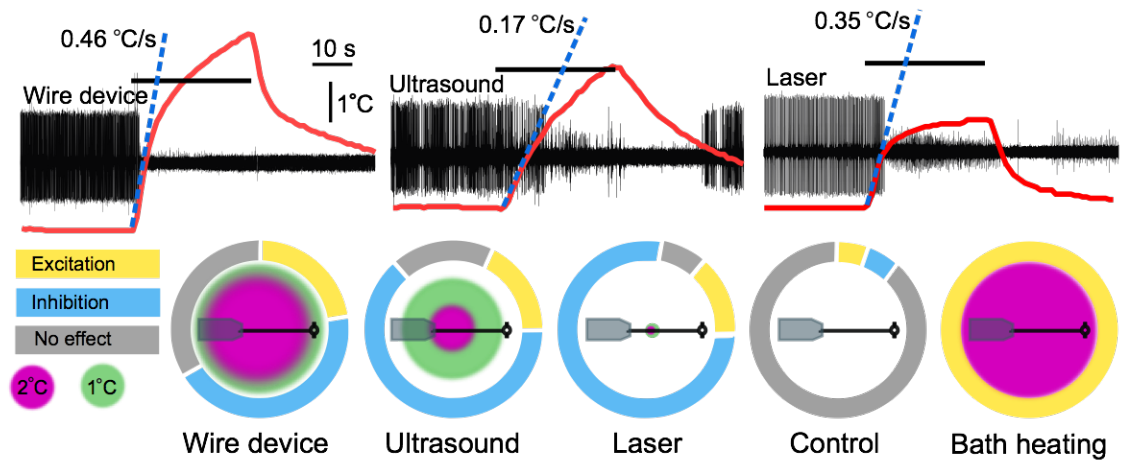 0.46 °C/s
10 s
Wire device
1°C
0.17 °C/s
Ultrasound
0.35 °C/s
Laser
Excitation
Inhibition
No effect
2°C
1°C
Wire device
Ultrasound
Laser
Control
Bath heating